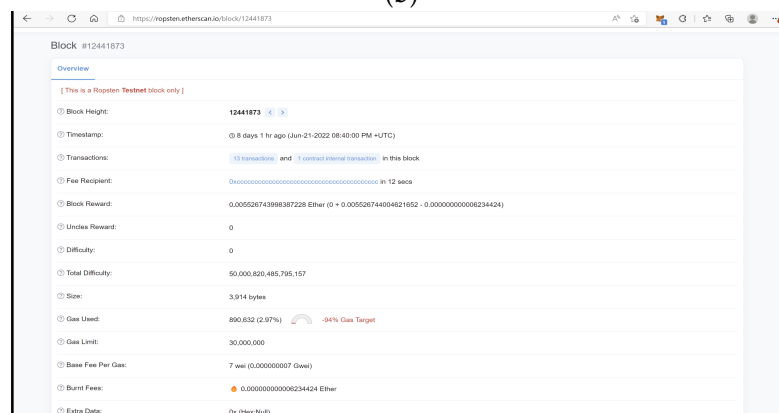 https://ropsten.etherscan.io/block/12441873
Block #12441873
Overview
[ This is a Ropsten Testnet block only ]
Block Height: 12441873 < >
Timestamp: 8 days 1 hr ago (Jun-21-2022 08:40:00 PM +UTC)
Transactions: 13 transactions and 1 contract internal transaction in this block
Fee Recipient: in 12 secs
Block Reward: 0.005526743998387228 Ether (0 + 0.005526744004621652 - 0.000000000006234424)
Uncles Reward: 0
Difficulty: 0
Total Difficulty: 50,000,820,485,795,157
Size: 3,914 bytes
Gas Used: 890,632 (2.97%) -94% Gas Target
Gas Limit: 30,000,000
Base Fee Per Gas: 7 wei (0.000000007 Gwei)
Burnt Fees: 0.000000000006234424 Ether
Extra Data: 0x (Hex:Null)